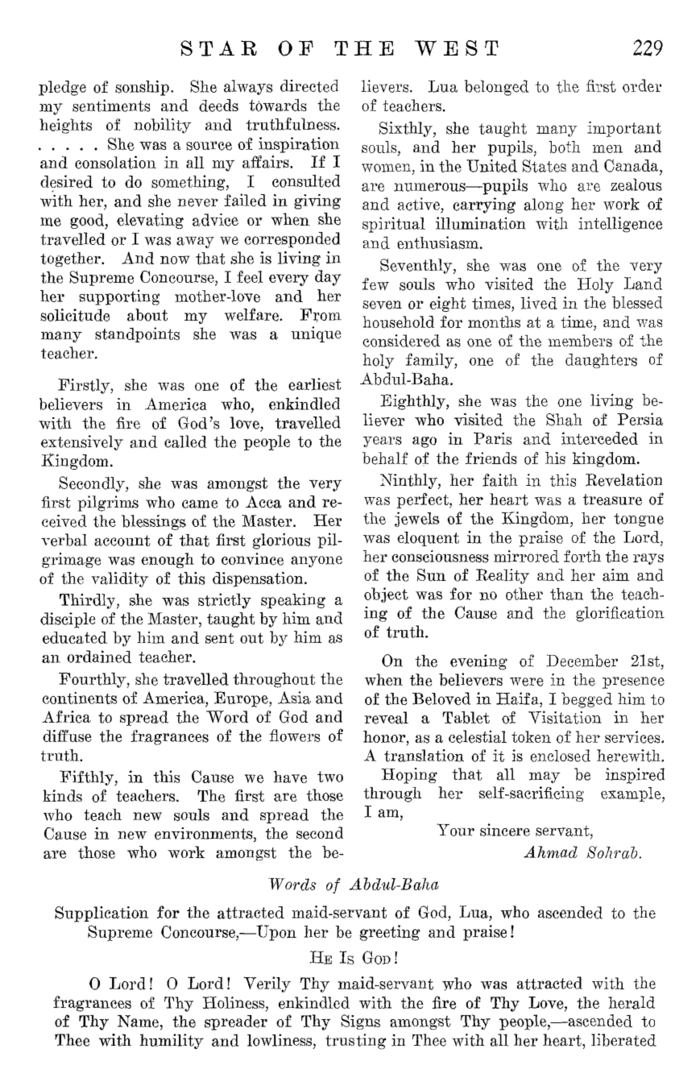 STAR OF THE WEST 229
pledge of sonship. She always directed
my sentiments and deeds towards the
heights of nobility and truthfulness.
. . . . . She was a source of inspiration
and consolation in all my affairs. If I
desired to do something, I consulted
with her, and she never failed in giving
me good, elevating advice or when she
travelled or I was away we corresponded
together. And now that she is living in
the Supreme Concourse, I feel every day
her supporting mother-love and her
solicitude about my welfare. From
many standpoints she was a unique
teacher.
Firstly, she was one of the earliest
believers in America who, enkindled
with the fire of God's love, travelled
extensively and called the people to the
Kingdom.
Secondly, she was amongst the very
first pilgrims who came to Acca and re-
ceived the blessings of the Master. Her
verbal account of that first glorious pil-
grimage was enough to convince anyone
of the validity of this dispensation.
Thirdly, she was strictly speaking a
disciple of the Master, taught by him and
educated by him and sent out by him as
an ordained teacher.
Fourthly, she travelled throughout the
continents of America, Europe, Asia and
Africa to spread the Word of God and
diffuse the fragrances of the flowers of
truth.
Fifthly, in this Cause we have two
kinds of teachers. The first are those
who teach new souls and spread the
Cause in new environments, the second
are those who work amongst the be-
lievers. Lua belonged to the first order
of teachers.
Sixthly, she taught many important
souls, and her pupils, both men and
women, in the United States and Canada,
are numerous—pupils who are zealous
and active, carrying along her work of
spiritual illumination with intelligence
and enthusiasm.
Seventhly, she was one of the very
few souls who visited the Holy Land
seven or eight times, lived in the blessed
household for months at a time, and was
considered as one of the members of the
holy family, one of the daughters of
Abdul-Baha.
Eighthly, she was the one living be-
liever who visited the Shah of Persia
years ago in Paris and interceded in
behalf of the friends of his kingdom.
Ninthly, her faith in this Revelation
was perfect, her heart was a treasure of
the jewels of the Kingdom, her tongue
was eloquent in the praise of the Lord,
her consciousness mirrored forth the rays
of the Sun of Reality and her aim and
object was for no other than the teach-
ing of the Cause and the glorification
of truth.
On the evening of December 21st,
when the believers were in the presence
of the Beloved in Haifa, I begged him to
reveal a Tablet of Visitation in her
honor, as a celestial token of her services.
A translation of it is enclosed herewith.
Hoping that all may be inspired
through her self-sacrificing example,
I am,
Your sincere servant,
Ahmad Sohrab.
Words of Abdul-Baha
Supplication for the attracted maid-servant of God, Lua, who ascended to the
Supreme Concourse,—Upon her be greeting and praise!
He Is God!
O Lord! O Lord! Verily Thy maid-servant who was attracted with the
fragrances of Thy Holiness, enkindled with the fire of Thy Love, the herald
of Thy Name, the spreader of Thy Signs amongst Thy people,—ascended to
Thee with humility and lowliness, trusting in Thee with all her heart, liberated